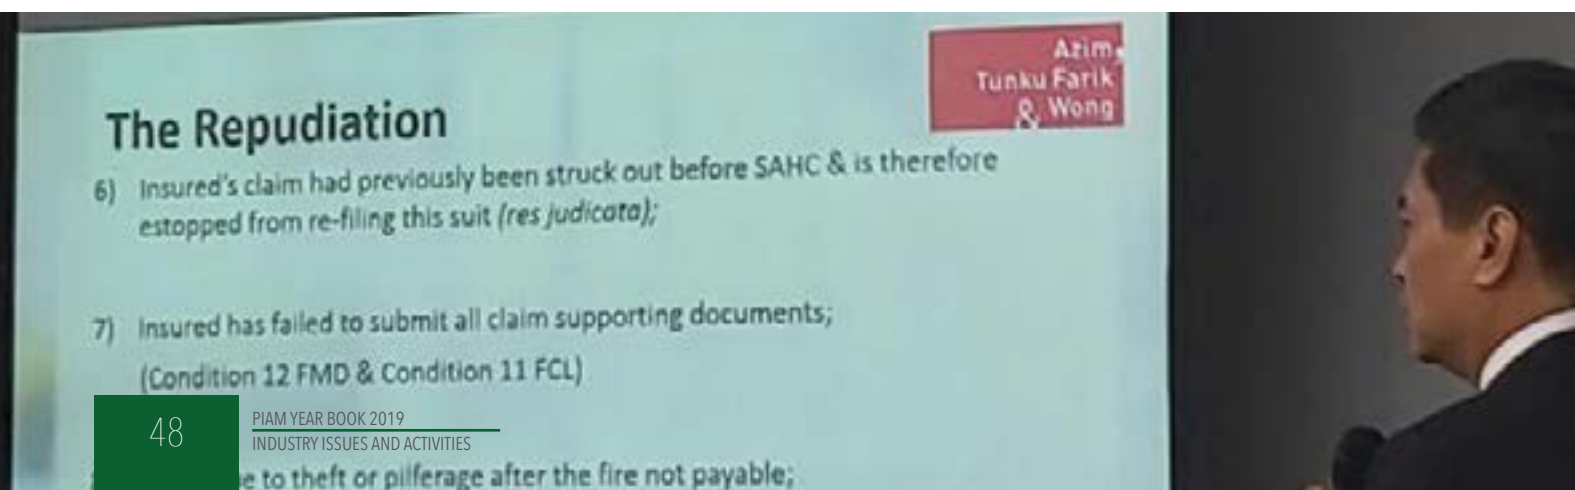 Azim,
Tunku Farik
& Wong
The Repudiation
6) Insured's claim had previously been struck out before SAHC & is therefore
estopped from re-filing this suit (res judicata);
7) Insured has failed to submit all claim supporting documents;
(Condition 12 FMD & Condition 11 FCL)
48
PIAM YEAR BOOK 2019
INDUSTRY ISSUES AND ACTIVITIES
to theft or pilferage after the fire not payable;